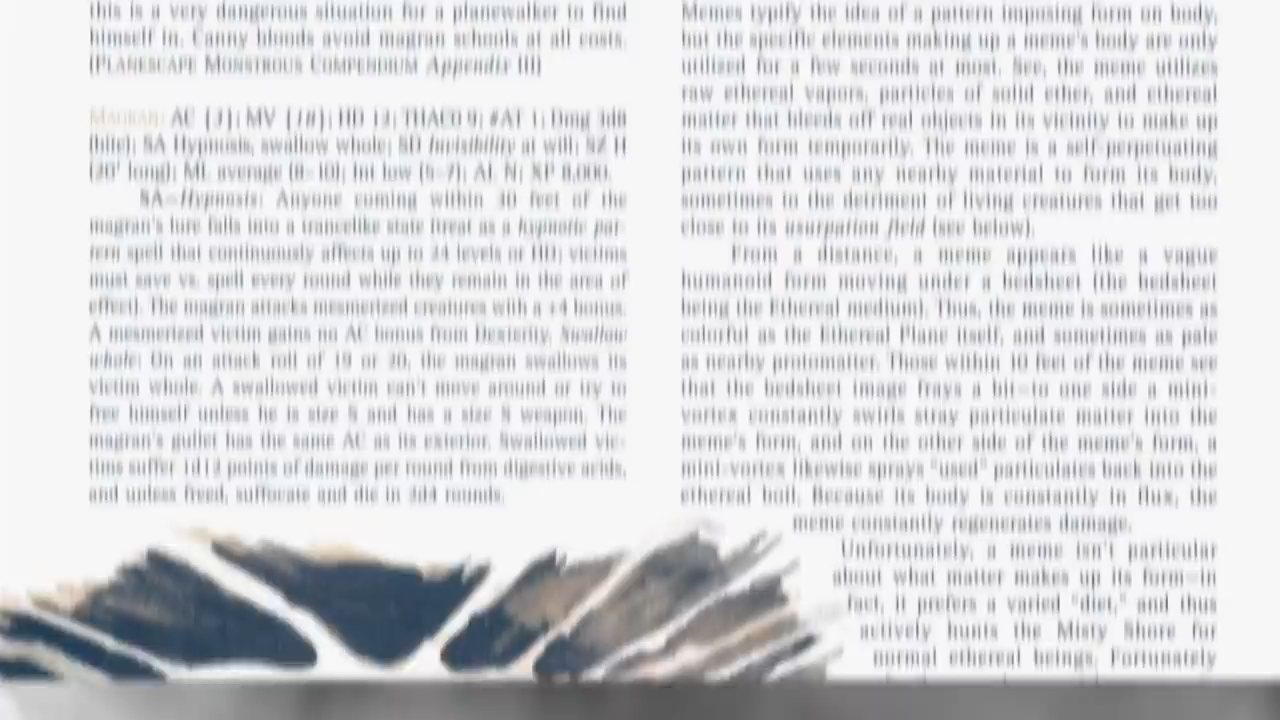 this is a very dangerous situation for a planewalker to find
himself in. Canny bloods avoid magran schools at all costs.
(PLANESCAPE MONSTROUS COMPENDIUM Appendix III)
MAGRAN: AC {3}; MV {18}; HD 12; THAC0 9; #AT 1; Dmg 3d8
(bite); SA Hypnosis, swallow whole; SD Invisibility at will; SZ H
(20' long); ML average (8–10); Int low (5–7); AL N; XP 8,000.
SA—Hypnosis: Anyone coming within 30 feet of the
magran's lure falls into a trancelike state (treat as a hypnotic pat-
tern spell that continuously affects up to 24 levels or HD; victims
must save vs. spell every round while they remain in the area of
effect). The magran attacks mesmerized creatures with a +4 bonus.
A mesmerized victim gains no AC bonus from Dexterity. Swallow
whole: On an attack roll of 19 or 20, the magran swallows its
victim whole. A swallowed victim can't move around or try to
free himself unless he is size S and has a size S weapon. The
magran's gullet has the same AC as its exterior. Swallowed vic-
tims suffer 1d12 points of damage per round from digestive acids,
and unless freed, suffocate and die in 2d4 rounds.
Memes typify the idea of a pattern imposing form on body,
but the specific elements making up a meme's body are only
utilized for a few seconds at most. See, the meme utilizes
raw ethereal vapors, particles of solid ether, and ethereal
matter that bleeds off real objects in its vicinity to make up
its own form temporarily. The meme is a self-perpetuating
pattern that uses any nearby material to form its body,
sometimes to the detriment of living creatures that get too
close to its usurpation field (see below).
From a distance, a meme appears like a vague
humanoid form moving under a bedsheet (the bedsheet
being the Ethereal medium). Thus, the meme is sometimes as
colorful as the Ethereal Plane itself, and sometimes as pale
as nearby protomatter. Those within 10 feet of the meme see
that the bedsheet image frays a bit—to one side a mini-
vortex constantly swirls stray particulate matter into the
meme's form, and on the other side of the meme's form, a
mini-vortex likewise sprays "used" particulates back into the
ethereal boil. Because its body is constantly in flux, the
meme constantly regenerates damage.
Unfortunately, a meme isn't particular
about what matter makes up its form—in
fact, it prefers a varied "diet," and thus
actively hunts the Misty Shore for
normal ethereal beings. Fortunately